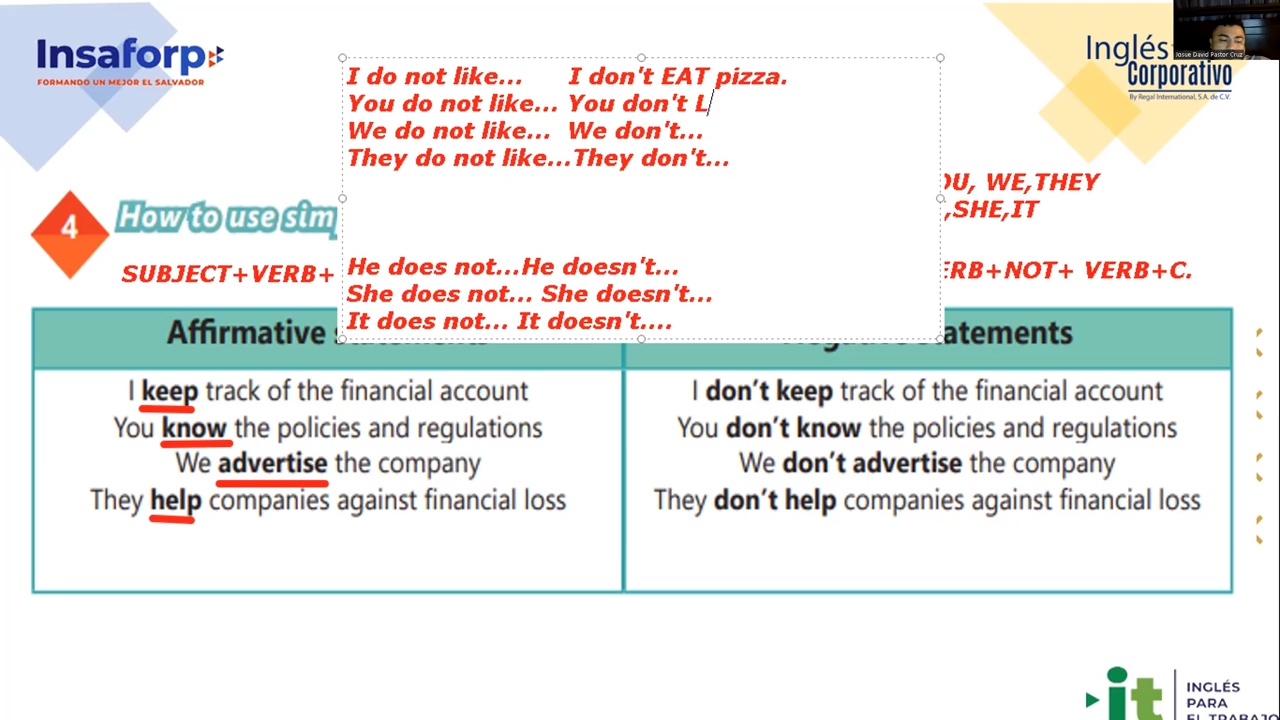 Insaforp
FORMANDO UN MEJOR EL SALVADOR
Inglés
Corporativo
By Regal International, S.A. de C.V.
Josue David Pastor Cruz
I do not like... I don't EAT pizza.
You do not like... You don't L
We do not like... We don't...
They do not like...They don't...
He does not...He doesn't...
She does not... She doesn't...
It does not... It doesn't....
OU, WE,THEY
,SHE,IT
4
How to use sim
SUBJECT+VERB+
ERB+NOT+ VERB+C.
Affirmative s
atements
I keep track of the financial account
You know the policies and regulations
We advertise the company
They help companies against financial loss
I don't keep track of the financial account
You don't know the policies and regulations
We don't advertise the company
They don't help companies against financial loss
it
INGLÉS
PARA
EL TRABAJO